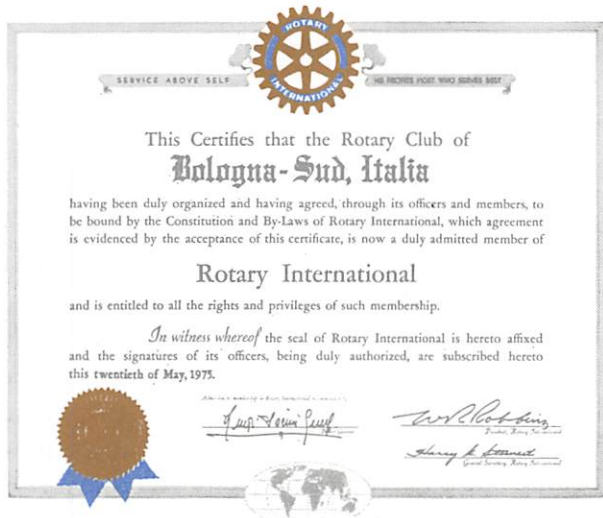 ROTARY
INTERNATIONAL
SERVICE ABOVE SELF
HE PROFITS MOST WHO SERVES BEST
This Certifies that the Rotary Club of
Bologna-Sud, Italia
having been duly organized and having agreed, through its officers and members, to
be bound by the Constitution and By-Laws of Rotary International, which agreement
is evidenced by the acceptance of this certificate, is now a duly admitted member of
Rotary International
and is entitled to all the rights and privileges of such membership.
In witness whereof the seal of Rotary International is hereto affixed
and the signatures of its officers, being duly authorized, are subscribed hereto
this twentieth of May, 1975.
W R Robbins
President, Rotary International
Harry A. Stewart
General Secretary, Rotary International